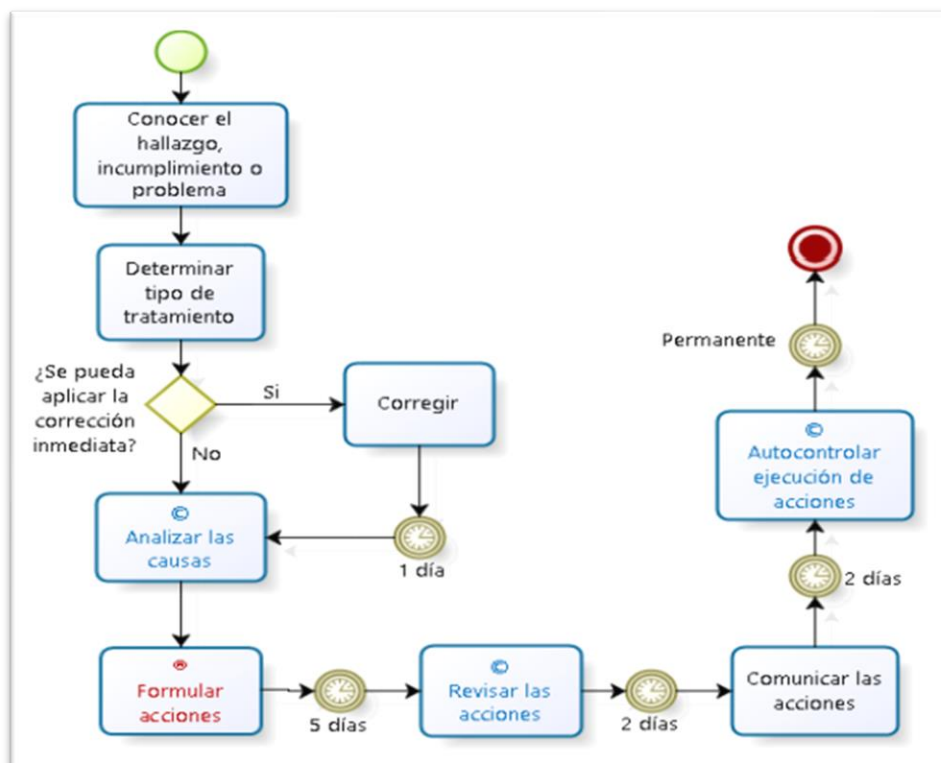 Conocer el
hallazgo,
incumplimiento o
problema
Determinar
tipo de
tratamiento
¿Se pueda
aplicar la
corrección
inmediata?
Si
No
Corregir
1 día
©
Analizar las
causas
®
Formular
acciones
5 días
©
Revisar las
acciones
2 días
Comunicar las
acciones
2 días
©
Autocontrolar
ejecución de
acciones
Permanente